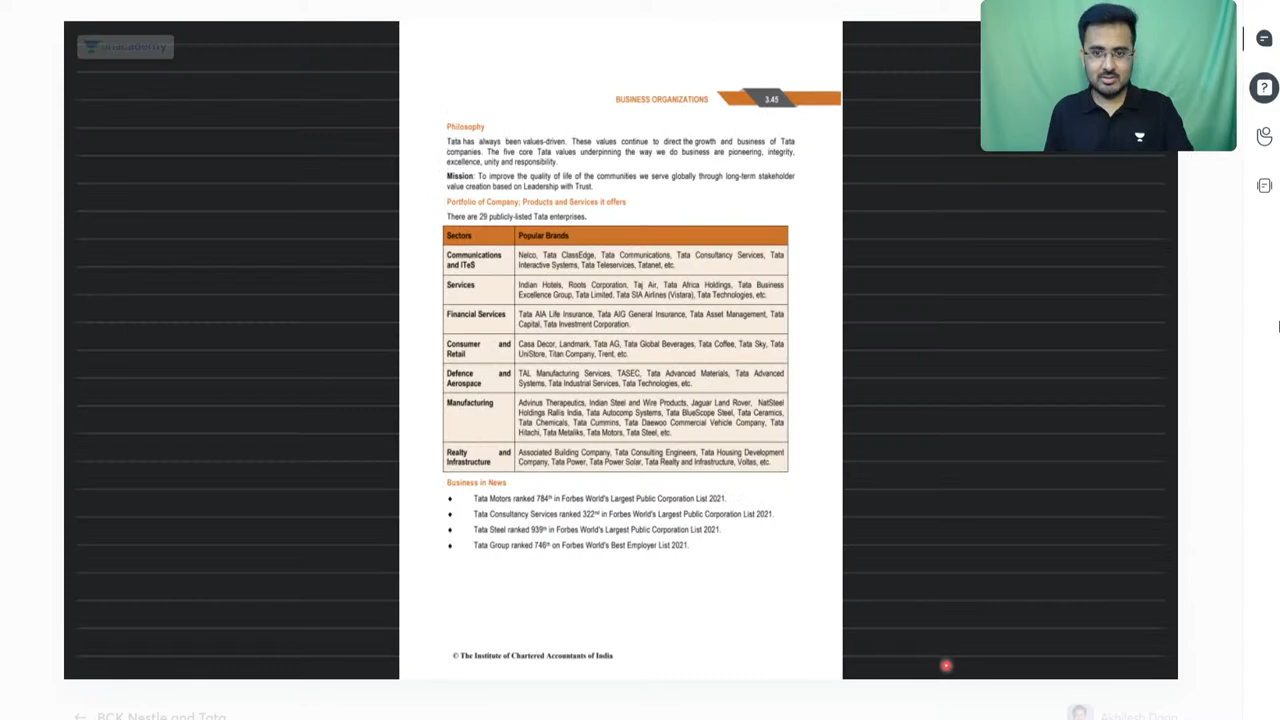 unacademy
BUSINESS ORGANIZATIONS 3.45
Philosophy
Tata has always been values-driven. These values continue to direct the growth and business of Tata
companies. The five core Tata values underpinning the way we do business are pioneering, integrity,
excellence, unity and responsibility.
Mission: To improve the quality of life of the communities we serve globally through long-term stakeholder
value creation based on Leadership with Trust.
Portfolio of Company; Products and Services it offers
There are 29 publicly-listed Tata enterprises.
Sectors Popular Brands
Communications and ITeS
Nelco, Tata ClassEdge, Tata Communications, Tata Consultancy Services, Tata
Interactive Systems, Tata Teleservices, Tatanet, etc.
Services
Indian Hotels, Roots Corporation, Taj Air, Tata Africa Holdings, Tata Business
Excellence Group, Tata Limited, Tata SIA Airlines (Vistara), Tata Technologies, etc.
Financial Services
Tata AIA Life Insurance, Tata AIG General Insurance, Tata Asset Management, Tata
Capital, Tata Investment Corporation.
Consumer and
Retail
Casa Decor, Landmark, Tata AG, Tata Global Beverages, Tata Coffee, Tata Sky, Tata
UniStore, Titan Company, Trent, etc.
Defence and
Aerospace
TAL Manufacturing Services, TASEC, Tata Advanced Materials, Tata Advanced
Systems, Tata Industrial Services, Tata Technologies, etc.
Manufacturing
Advinus Therapeutics, Indian Steel and Wire Products, Jaguar Land Rover, NatSteel
Holdings Rallis India, Tata Autocomp Systems, Tata BlueScope Steel, Tata Ceramics,
Tata Chemicals, Tata Cummins, Tata Daewoo Commercial Vehicle Company, Tata
Hitachi, Tata Metaliks, Tata Motors, Tata Steel, etc.
Realty and
Infrastructure
Associated Building Company, Tata Consulting Engineers, Tata Housing Development
Company, Tata Power, Tata Power Solar, Tata Realty and Infrastructure, Voltas, etc.
Business in News
♦ Tata Motors ranked 784th in Forbes World's Largest Public Corporation List 2021.
♦ Tata Consultancy Services ranked 322nd in Forbes World's Largest Public Corporation List 2021.
♦ Tata Steel ranked 939th in Forbes World's Largest Public Corporation List 2021.
♦ Tata Group ranked 746th on Forbes World's Best Employer List 2021.
© The Institute of Chartered Accountants of India
BCK Nestle and Tata
Akhilesh Daga